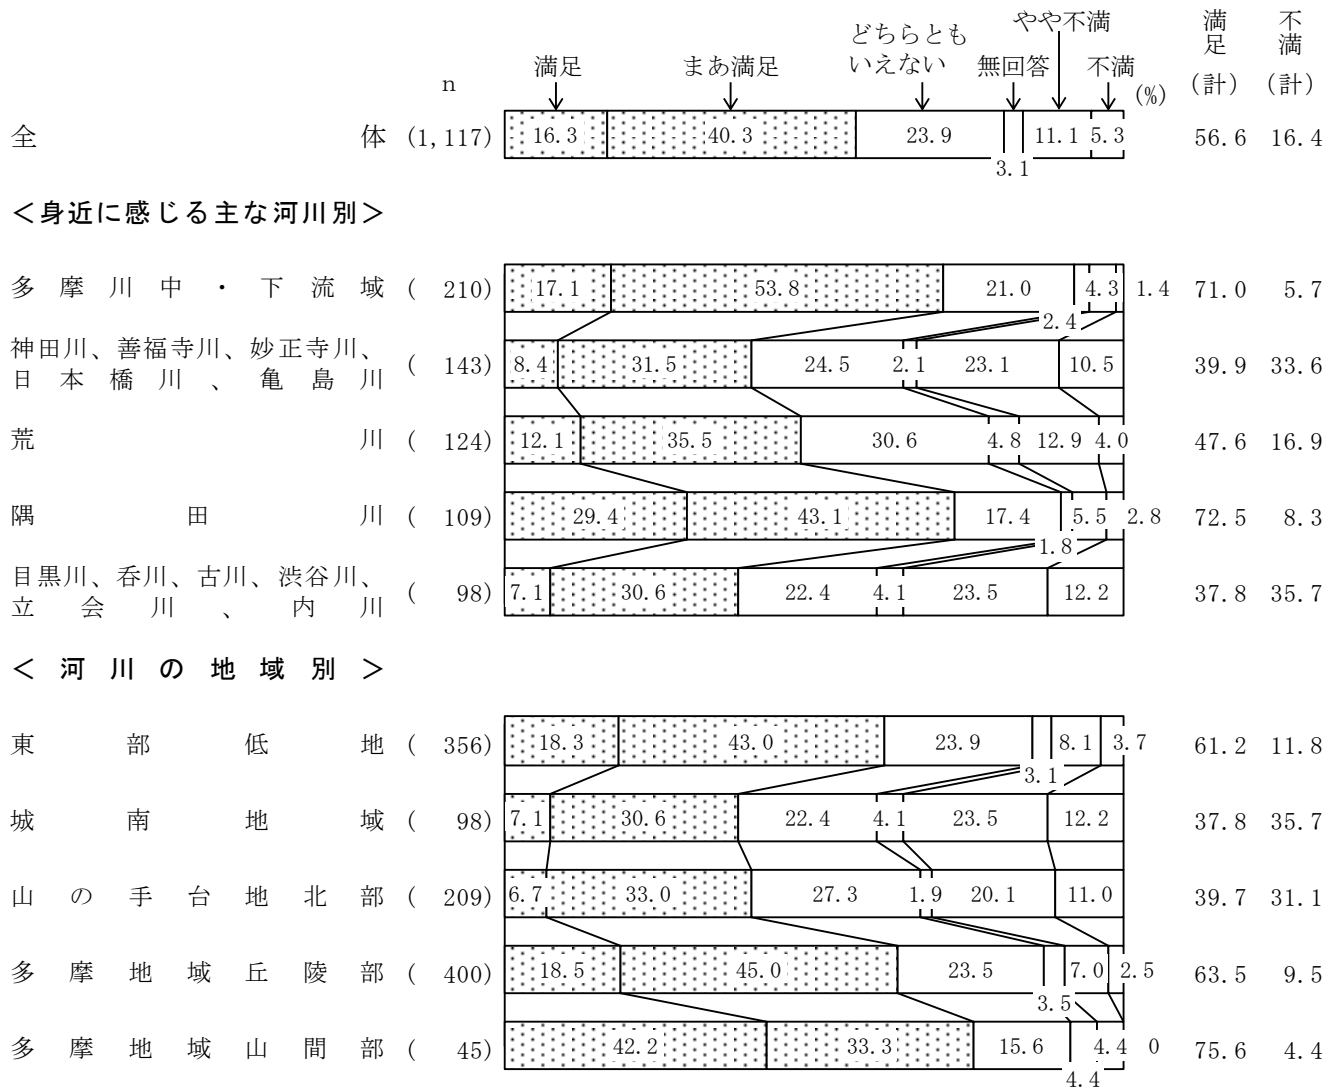 やや不満
満足
不満
どちらとも
いえない
満足
まあ満足
無回答
不満
n
(%)
（計）
（計）
全体 (1,117) 16.3 40.3 23.9 11.1 5.3 56.6 16.4
3.1
＜身近に感じる主な河川別＞
多摩川中・下流域 ( 210) 17.1 53.8 21.0 4.3 1.4 71.0 5.7
2.4
神田川、善福寺川、妙正寺川、
日本橋川、亀島川 ( 143) 8.4 31.5 24.5 2.1 23.1 10.5 39.9 33.6
荒川 ( 124) 12.1 35.5 30.6 4.8 12.9 4.0 47.6 16.9
隅田川 ( 109) 29.4 43.1 17.4 5.5 2.8 72.5 8.3
1.8
目黒川、呑川、古川、渋谷川、
立会川、内川 ( 98) 7.1 30.6 22.4 4.1 23.5 12.2 37.8 35.7
＜河川の地域別＞
東部低地 ( 356) 18.3 43.0 23.9 8.1 3.7 61.2 11.8
3.1
城南地域 ( 98) 7.1 30.6 22.4 4.1 23.5 12.2 37.8 35.7
山の手台地北部 ( 209) 6.7 33.0 27.3 1.9 20.1 11.0 39.7 31.1
多摩地域丘陵部 ( 400) 18.5 45.0 23.5 7.0 2.5 63.5 9.5
3.5
多摩地域山間部 ( 45) 42.2 33.3 15.6 4.4 0 75.6 4.4
4.4